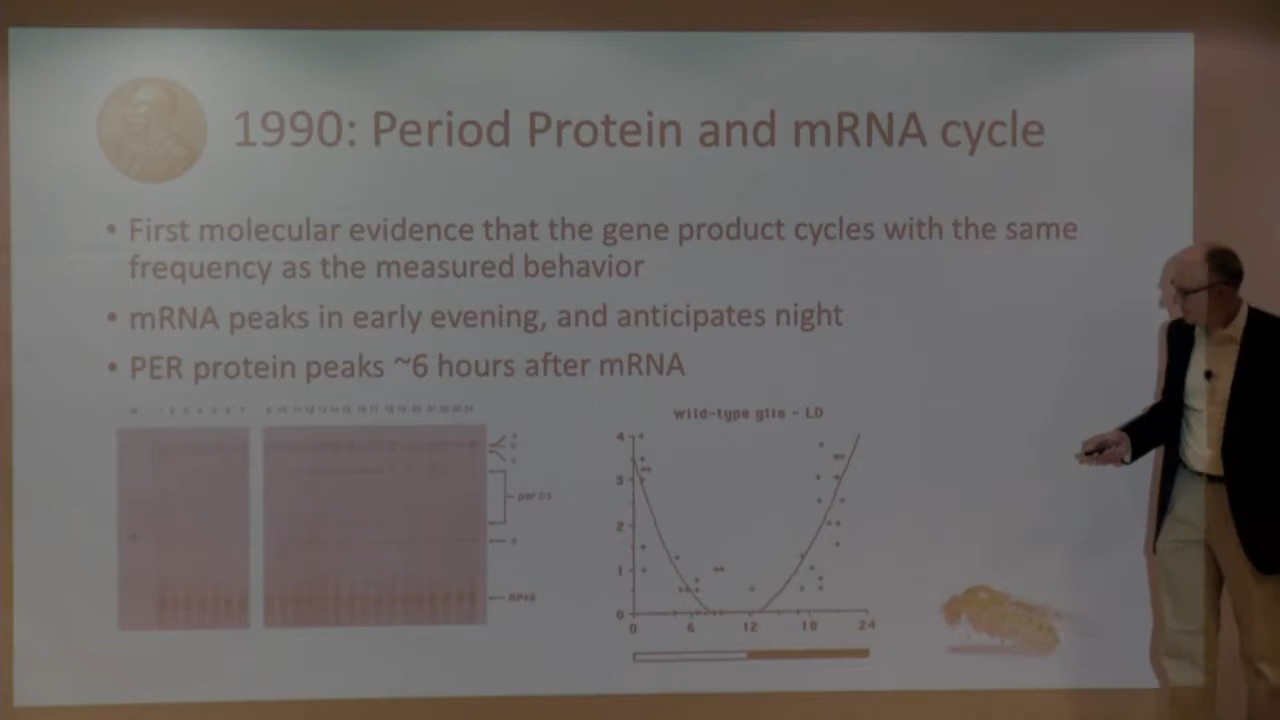 1990: Period Protein and mRNA cycle
• First molecular evidence that the gene product cycles with the same
frequency as the measured behavior
• mRNA peaks in early evening, and anticipates night
• PER protein peaks ~6 hours after mRNA
wild-type glia - LD
4
3
2
1
0
0 6 12 18 24
RP49